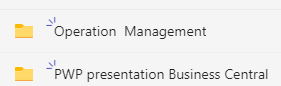 Operation  Management
PWP presentation Business Central